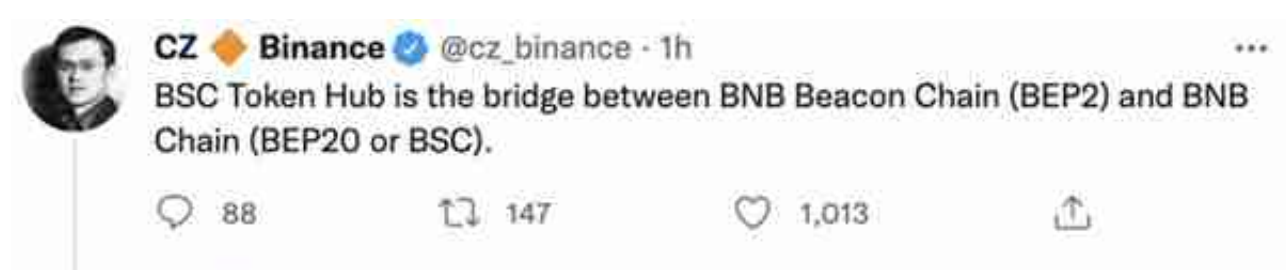 CZ 🔶 Binance @cz_binance · 1h
BSC Token Hub is the bridge between BNB Beacon Chain (BEP2) and BNB
Chain (BEP20 or BSC).
88 147 1,013